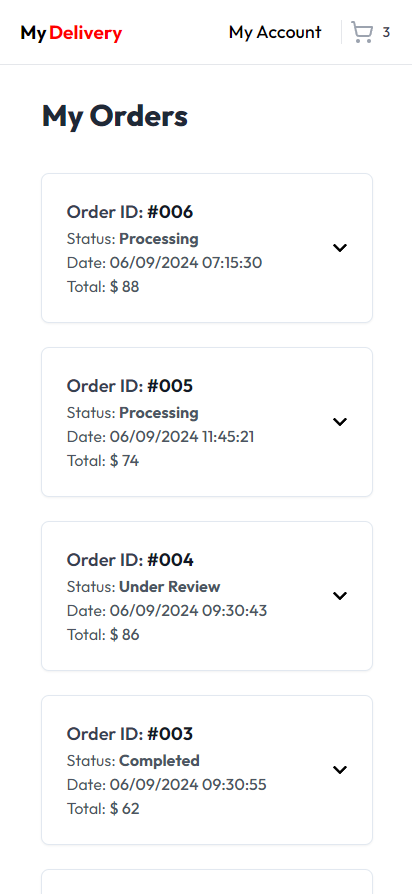 My Delivery
My Account
3
My Orders
Order ID: #006
Status: Processing
Date: 06/09/2024 07:15:30
Total: $ 88
Order ID: #005
Status: Processing
Date: 06/09/2024 11:45:21
Total: $ 74
Order ID: #004
Status: Under Review
Date: 06/09/2024 09:30:43
Total: $ 86
Order ID: #003
Status: Completed
Date: 06/09/2024 09:30:55
Total: $ 62